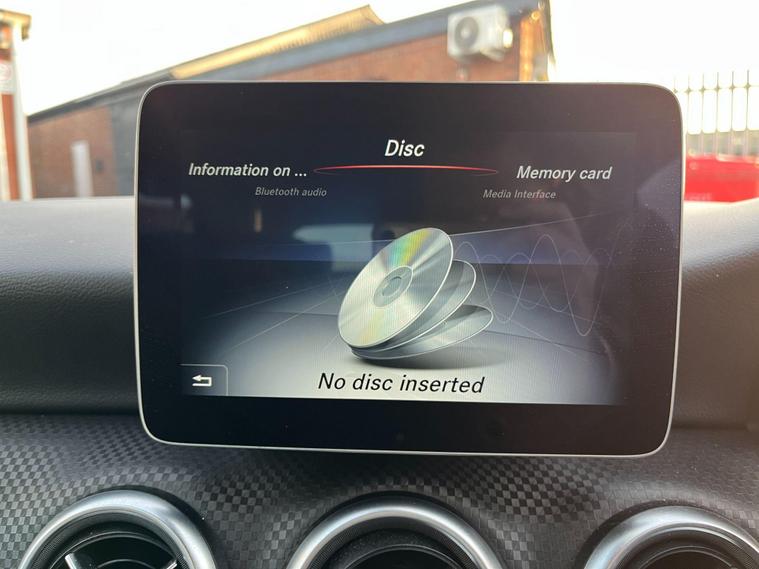 Disc
Information on ...
Memory card
Bluetooth audio
Media Interface
No disc inserted